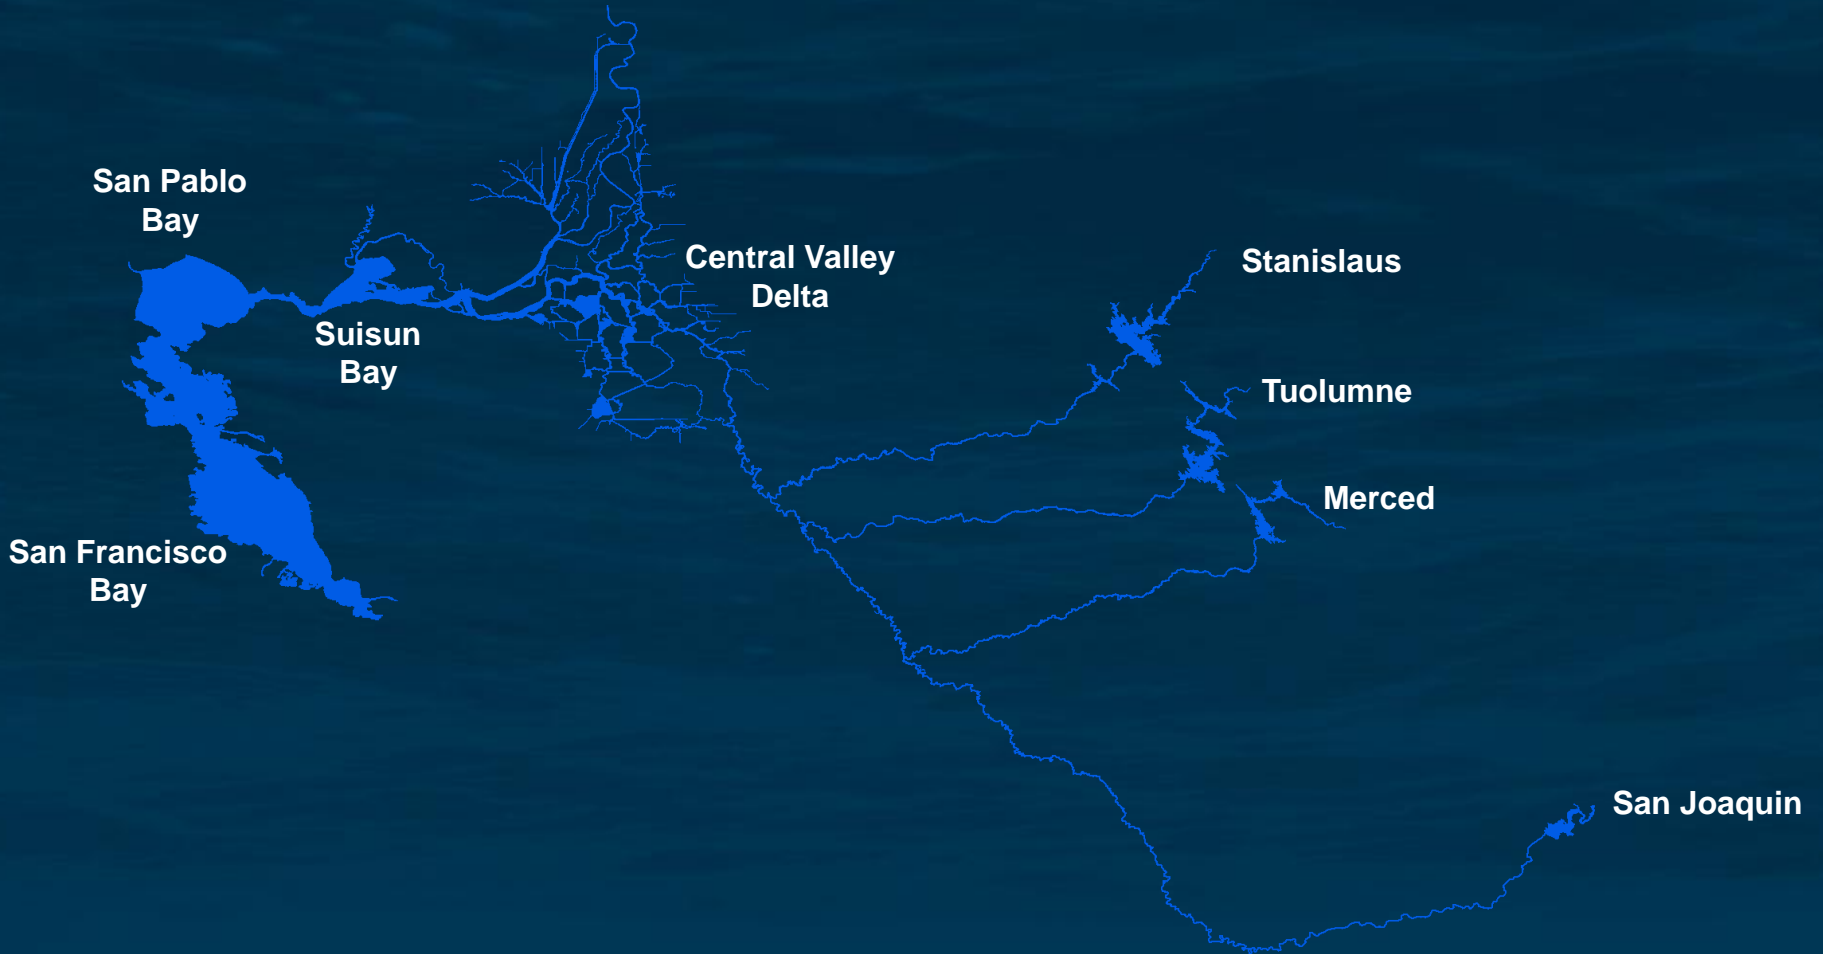 San Pablo
Bay
Central Valley
Delta
Stanislaus
Suisun
Bay
Tuolumne
Merced
San Francisco
Bay
San Joaquin